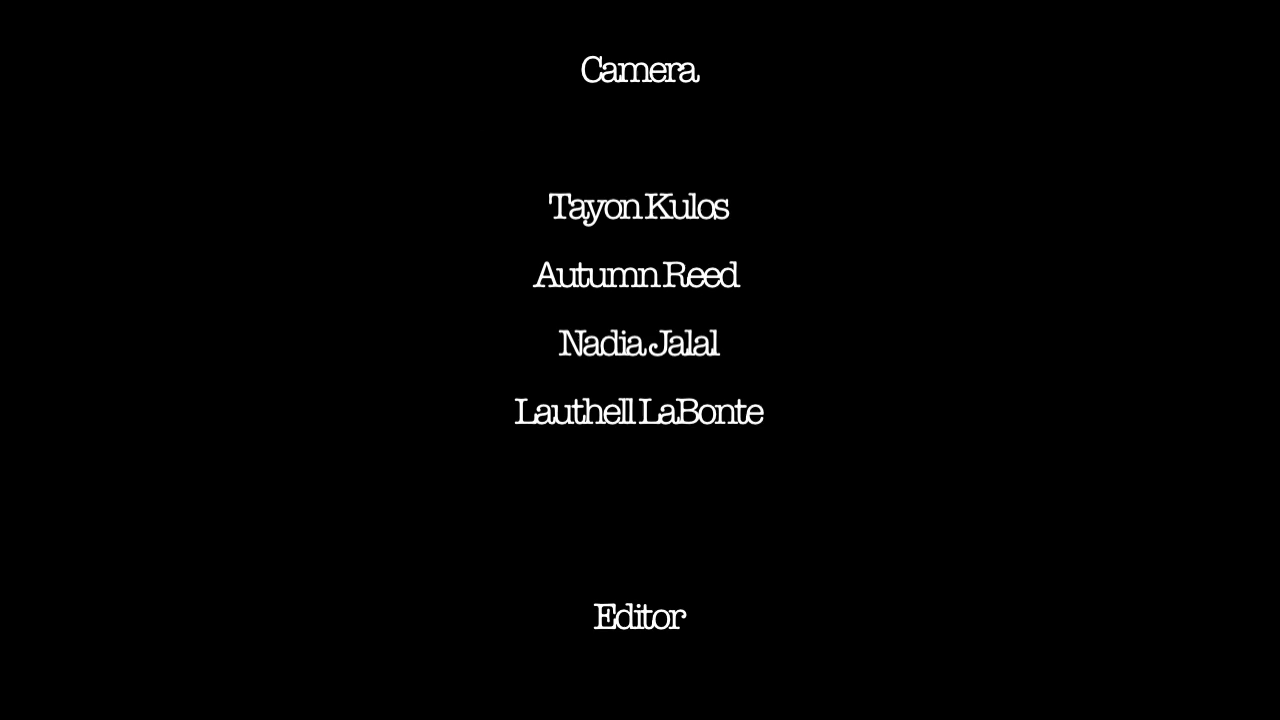 Camera
Tayon Kulos
Autumn Reed
Nadia Jalal
Lauthell LaBonte
Editor